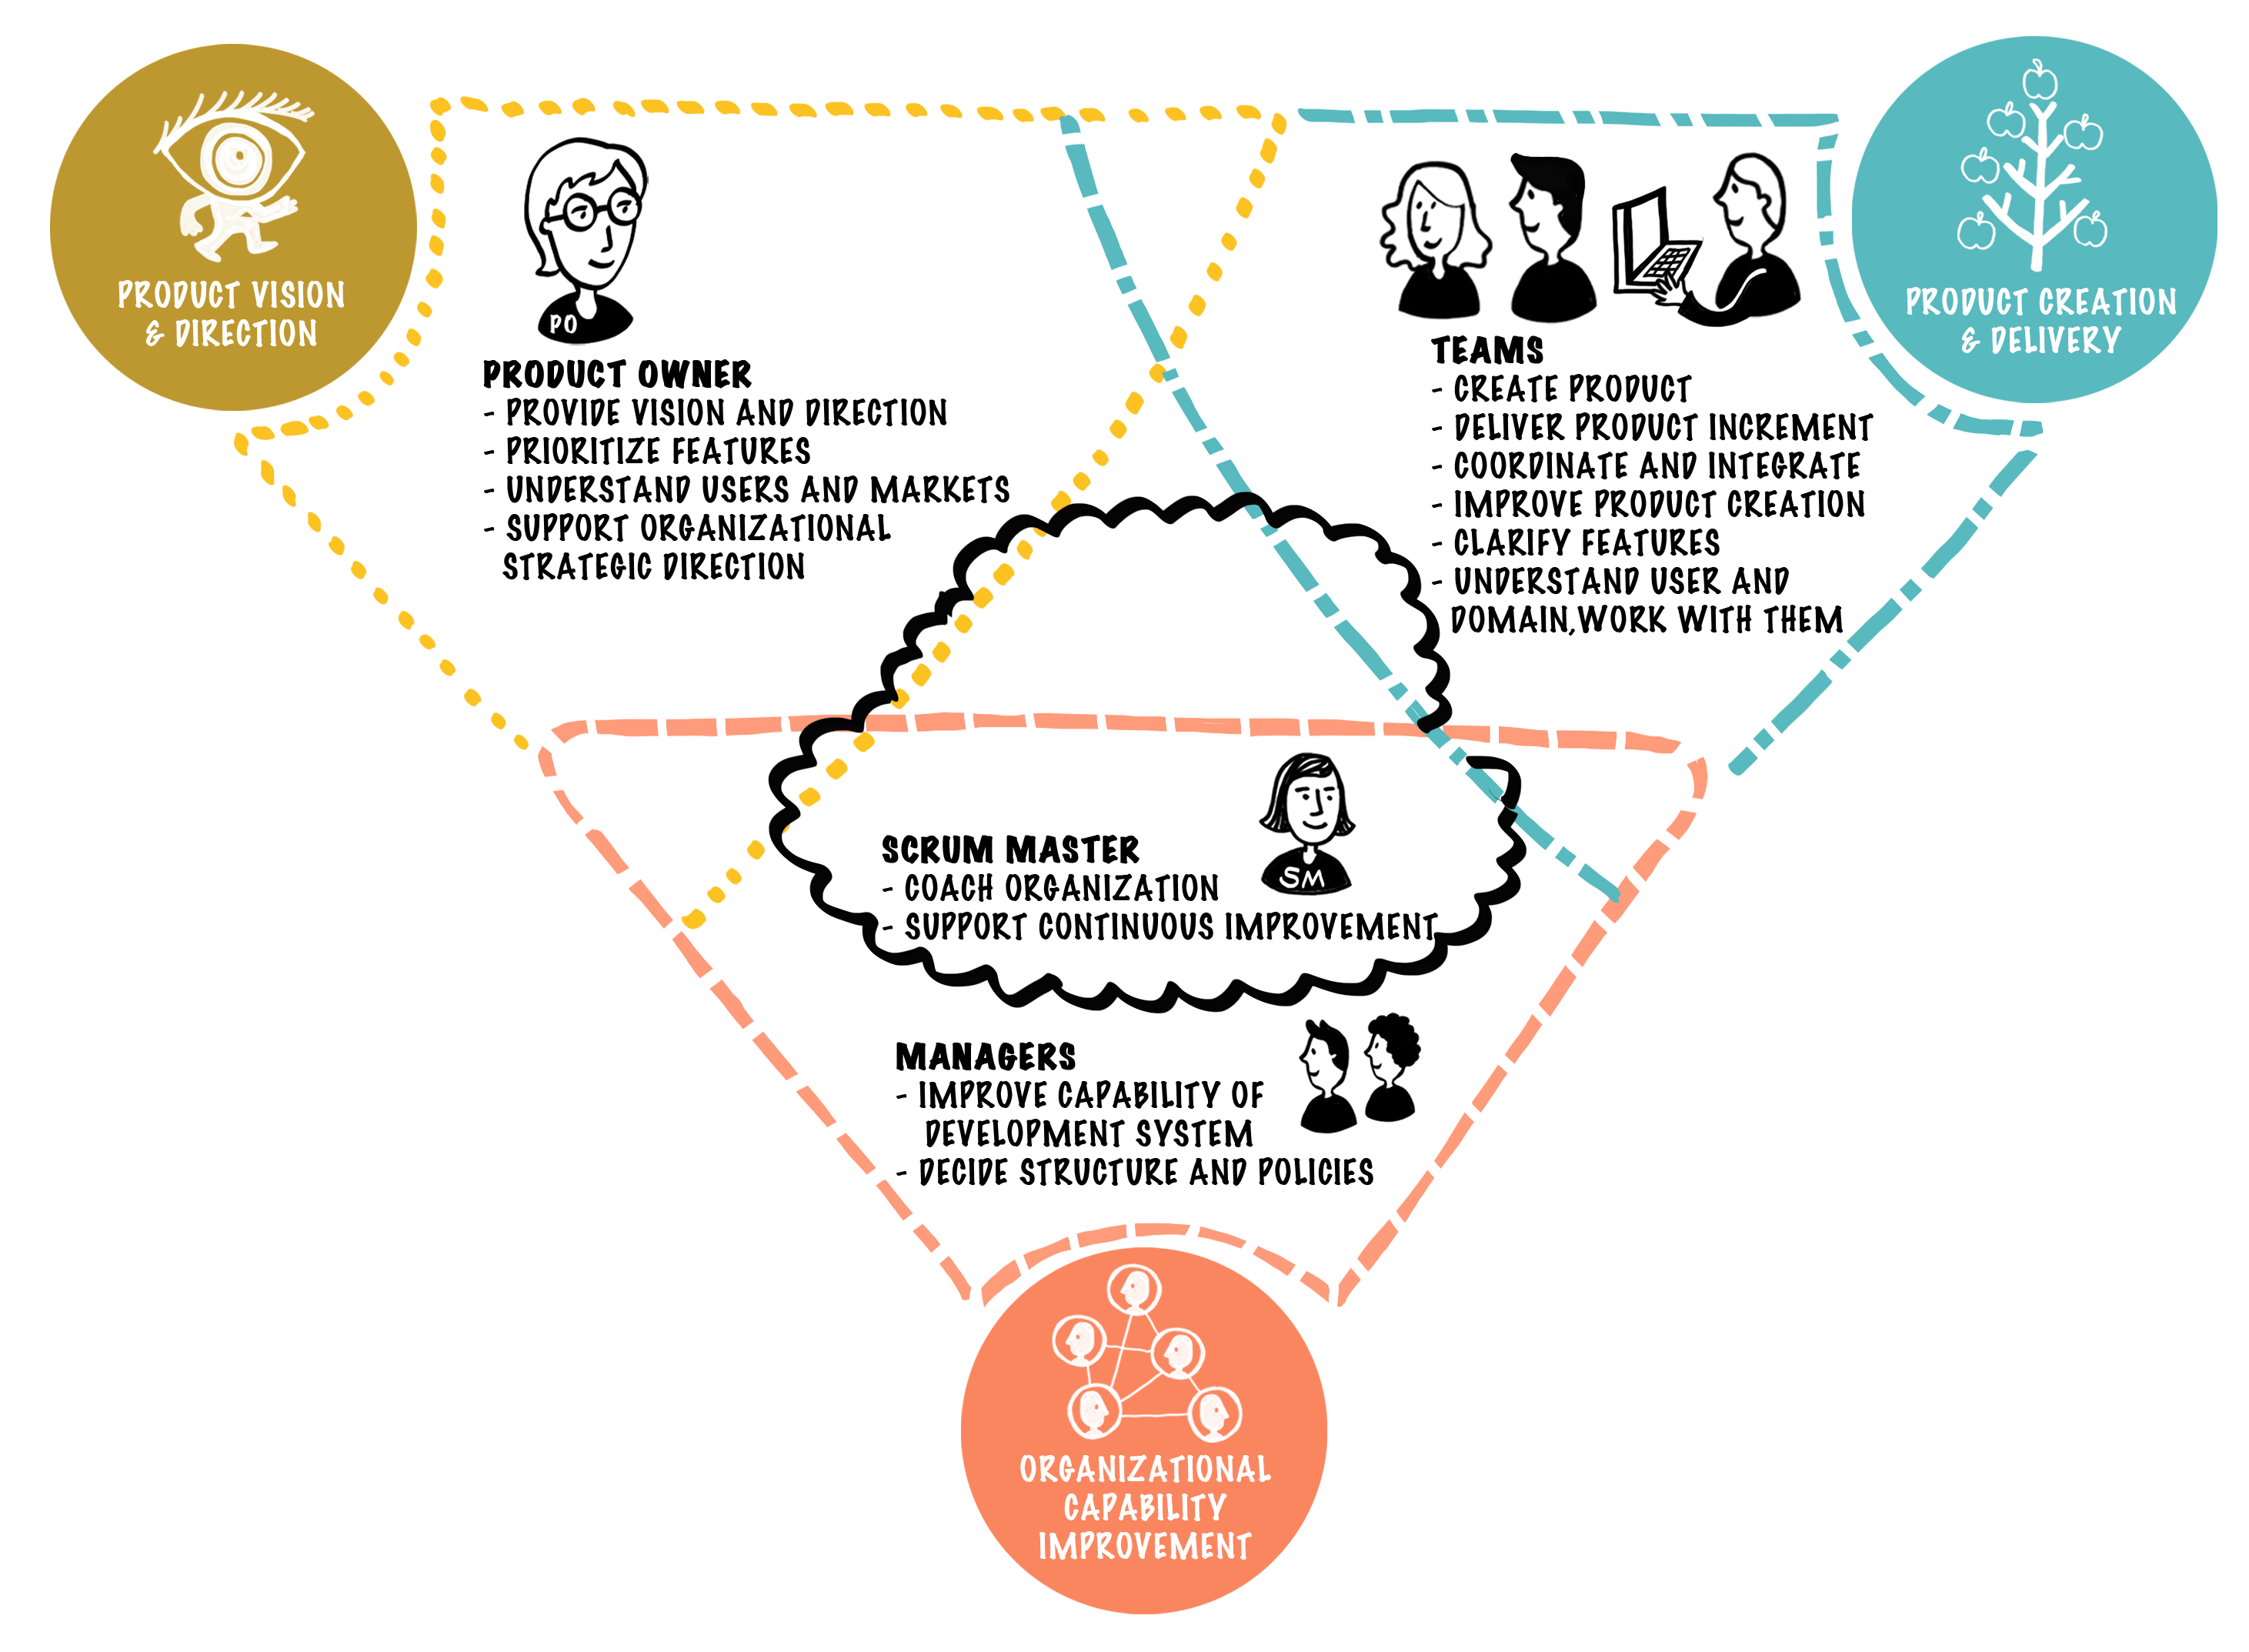 PRODUCT VISION
& DIRECTION
PO
PRODUCT OWNER
- PROVIDE VISION AND DIRECTION
- PRIORITIZE FEATURES
- UNDERSTAND USERS AND MARKETS
- SUPPORT ORGANIZATIONAL
STRATEGIC DIRECTION
TEAMS
- CREATE PRODUCT
- DELIVER PRODUCT INCREMENT
- COORDINATE AND INTEGRATE
- IMPROVE PRODUCT CREATION
- CLARIFY FEATURES
- UNDERSTAND USER AND
DOMAIN,WORK WITH THEM
PRODUCT CREATION
& DELIVERY
SCRUM MASTER
- COACH ORGANIZATION
- SUPPORT CONTINUOUS IMPROVEMENT
SM
MANAGERS
- IMPROVE CAPABILITY OF
DEVELOPMENT SYSTEM
- DECIDE STRUCTURE AND POLICIES
ORGANIZATIONAL
CAPABILITY
IMPROVEMENT